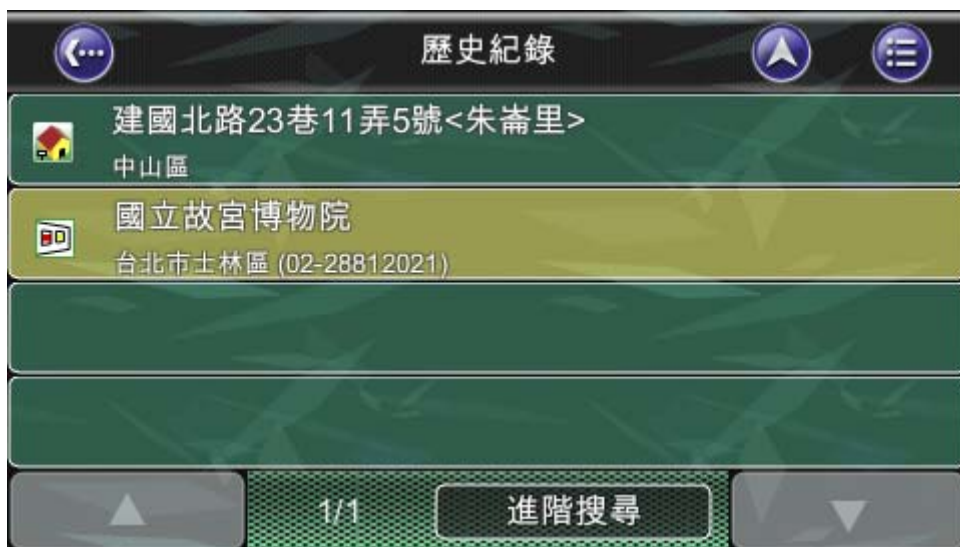 歷史紀錄
建國北路23巷11弄5號<朱崙里>
中山區
國立故宮博物院
台北市士林區 (02-28812021)
1/1
進階搜尋